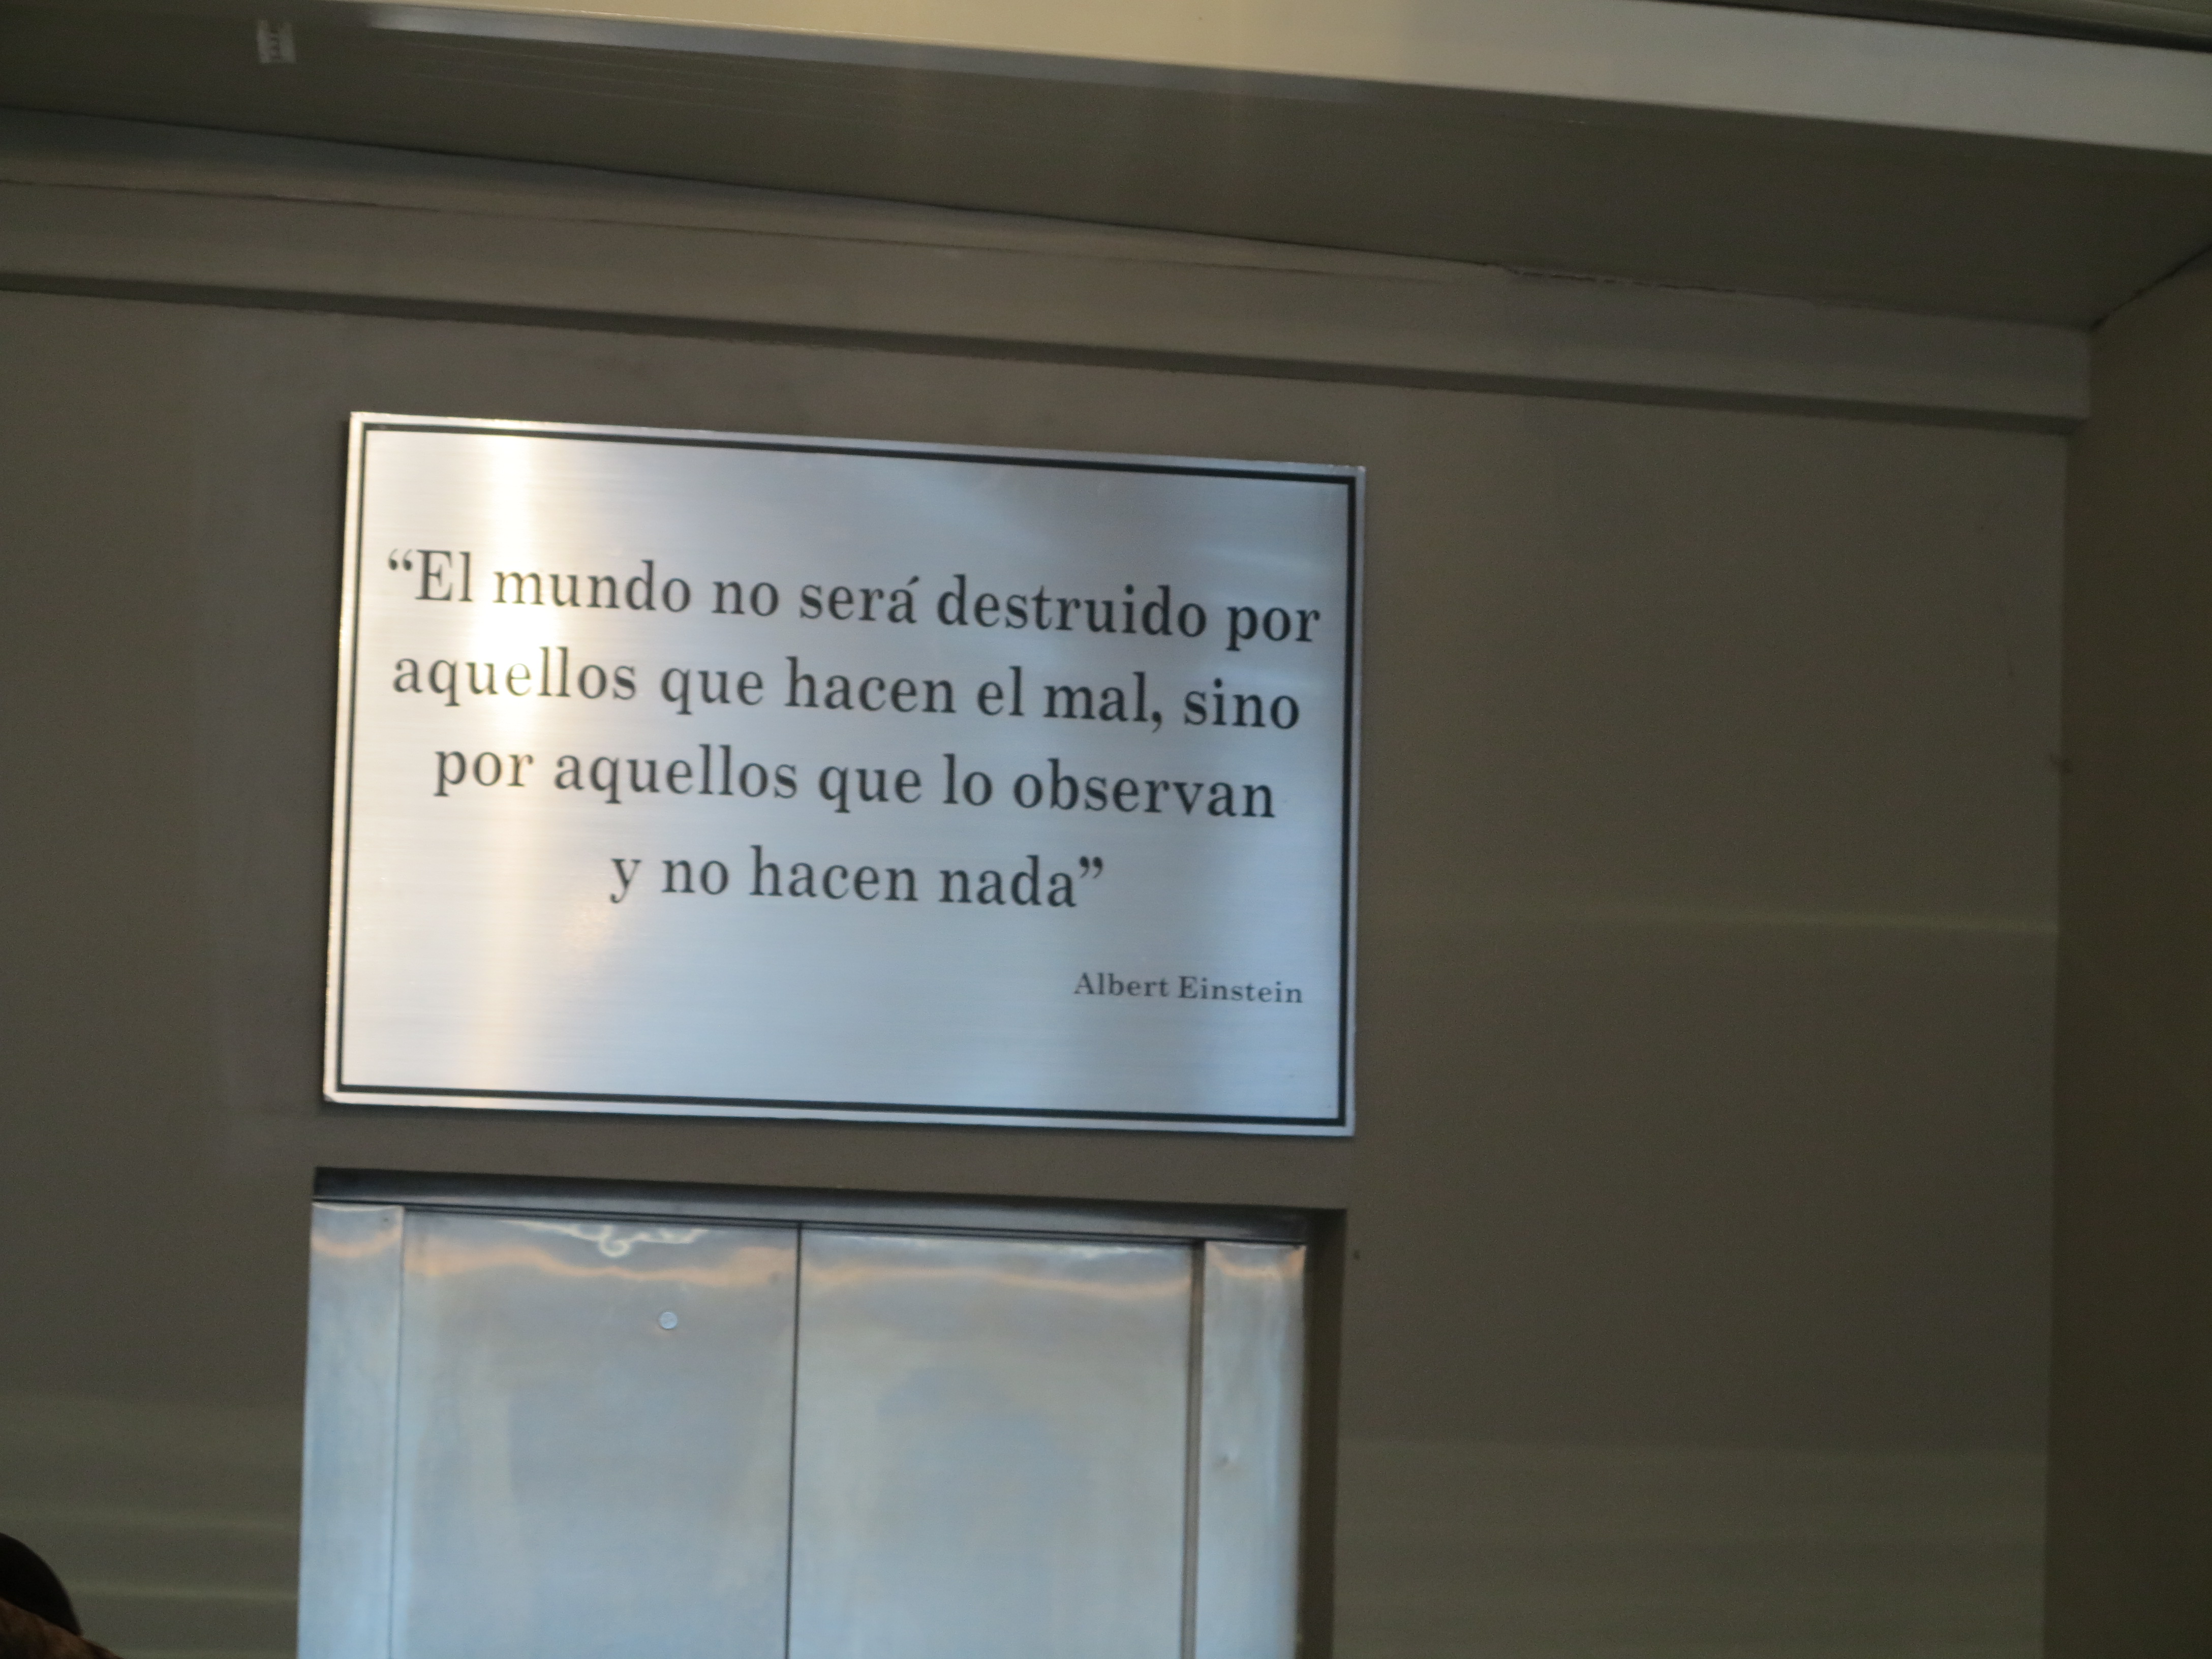 “El mundo no será destruido por
aquellos que hacen el mal, sino
por aquellos que lo observan
y no hacen nada”
Albert Einstein